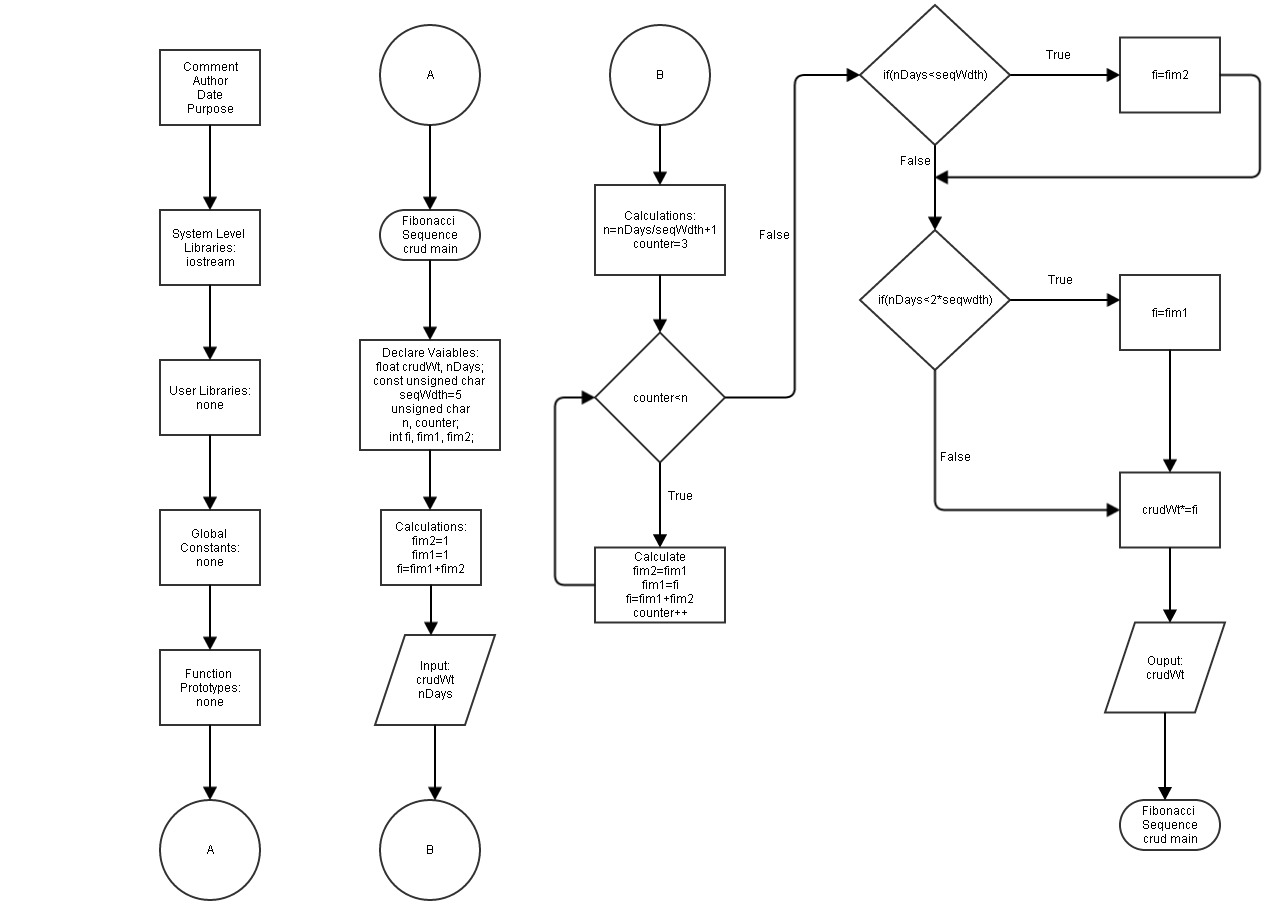 Comment
Author
Date
Purpose
System Level
Libraries:
iostream
User Libraries:
none
Global
Constants:
none
Function
Prototypes:
none
A
A
Fibonacci
Sequence
crud main
Declare Vaiables:
float crudWt, nDays;
const unsigned char
seqWdth=5
unsigned char
n, counter;
int fi, fim1, fim2;
Calculations:
fim2=1
fim1=1
fi=fim1+fim2
Input:
crudWt
nDays
B
B
Calculations:
n=nDays/seqWdth+1
counter=3
counter<n
False
True
Calculate
fim2=fim1
fim1=fi
fi=fim1+fim2
counter++
if(nDays<seqWdth)
True
fi=fim2
False
if(nDays<2*seqwdth)
True
fi=fim1
False
crudWt*=fi
Ouput:
crudWt
Fibonacci
Sequence
crud main